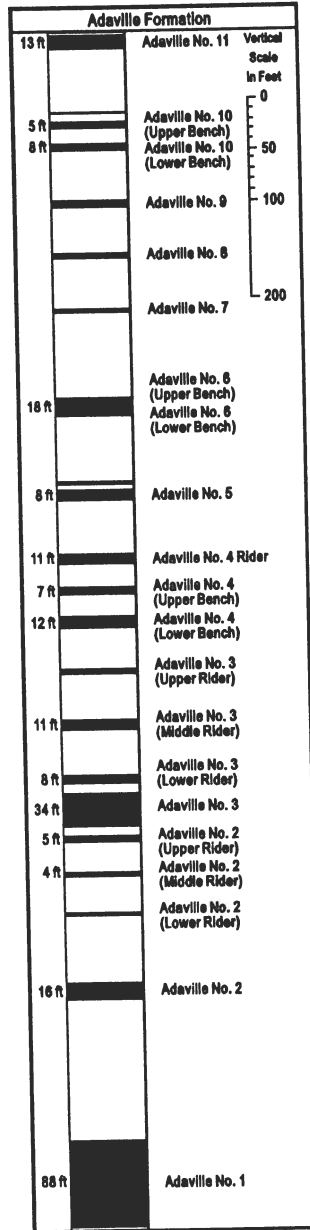 Adaville Formation
13 ft Adaville No. 11
Vertical
Scale
In Feet
0
50
100
200
5 ft Adaville No. 10
(Upper Bench)
8 ft Adaville No. 10
(Lower Bench)
Adaville No. 9
Adaville No. 8
Adaville No. 7
Adaville No. 6
(Upper Bench)
18 ft Adaville No. 6
(Lower Bench)
8 ft Adaville No. 5
11 ft Adaville No. 4 Rider
7 ft Adaville No. 4
(Upper Bench)
12 ft Adaville No. 4
(Lower Bench)
Adaville No. 3
(Upper Rider)
11 ft Adaville No. 3
(Middle Rider)
8 ft Adaville No. 3
(Lower Rider)
34 ft Adaville No. 3
5 ft Adaville No. 2
(Upper Rider)
4 ft Adaville No. 2
(Middle Rider)
Adaville No. 2
(Lower Rider)
16 ft Adaville No. 2
88 ft Adaville No. 1